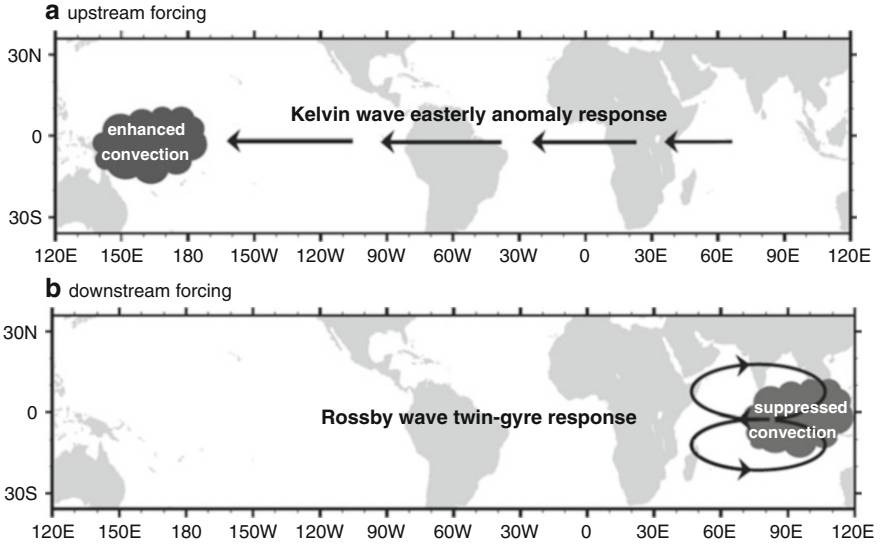 a upstream forcing
30N
Kelvin wave easterly anomaly response
enhanced
convection
0
30S
120E 150E 180 150W 120W 90W 60W 30W 0 30E 60E 90E 120E
b downstream forcing
30N
suppressed
0
Rossby wave twin-gyre response
convection
30S
120E 150E 180 150W 120W 90W 60W 30W 0 30E 60E 90E 120E